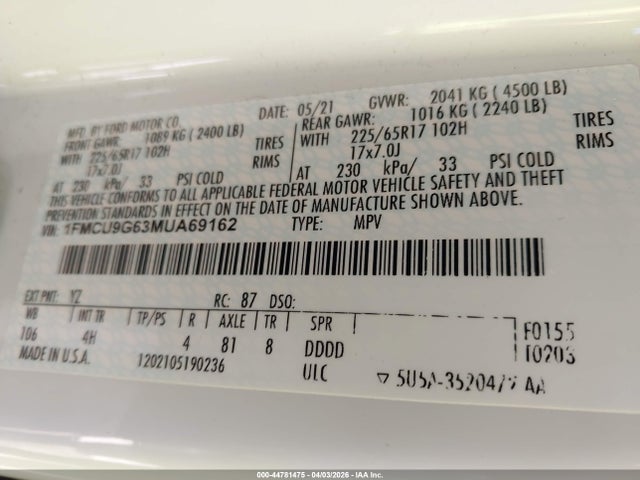 MFD. BY FORD MOTOR CO.
DATE: 05/21 GVWR: 2041 KG ( 4500 LB)
FRONT GAWR: 1089 KG ( 2400 LB)
REAR GAWR: 1016 KG ( 2240 LB)
WITH 225/65R17 102H TIRES
WITH 225/65R17 102H TIRES
17x7.0J RIMS
17x7.0J RIMS
AT 230 kPa/ 33 PSI COLD
AT 230 kPa/ 33 PSI COLD
THIS VEHICLE CONFORMS TO ALL APPLICABLE FEDERAL MOTOR VEHICLE SAFETY AND THEFT
PREVENTION STANDARDS IN EFFECT ON THE DATE OF MANUFACTURE SHOWN ABOVE.
VIN: 1FMCU9G63MUA69162 TYPE: MPV
EXT PNT: YZ RC: 87 DSO:
WB INT TR TP/PS R AXLE TR SPR
106 4H 4 81 8 DDDD
F0155
T0203
MADE IN U.S.A. 1202105190236 ULC
5U5A-3520472 AA
000-44781475 - 04/03/2026 - IAA Inc.